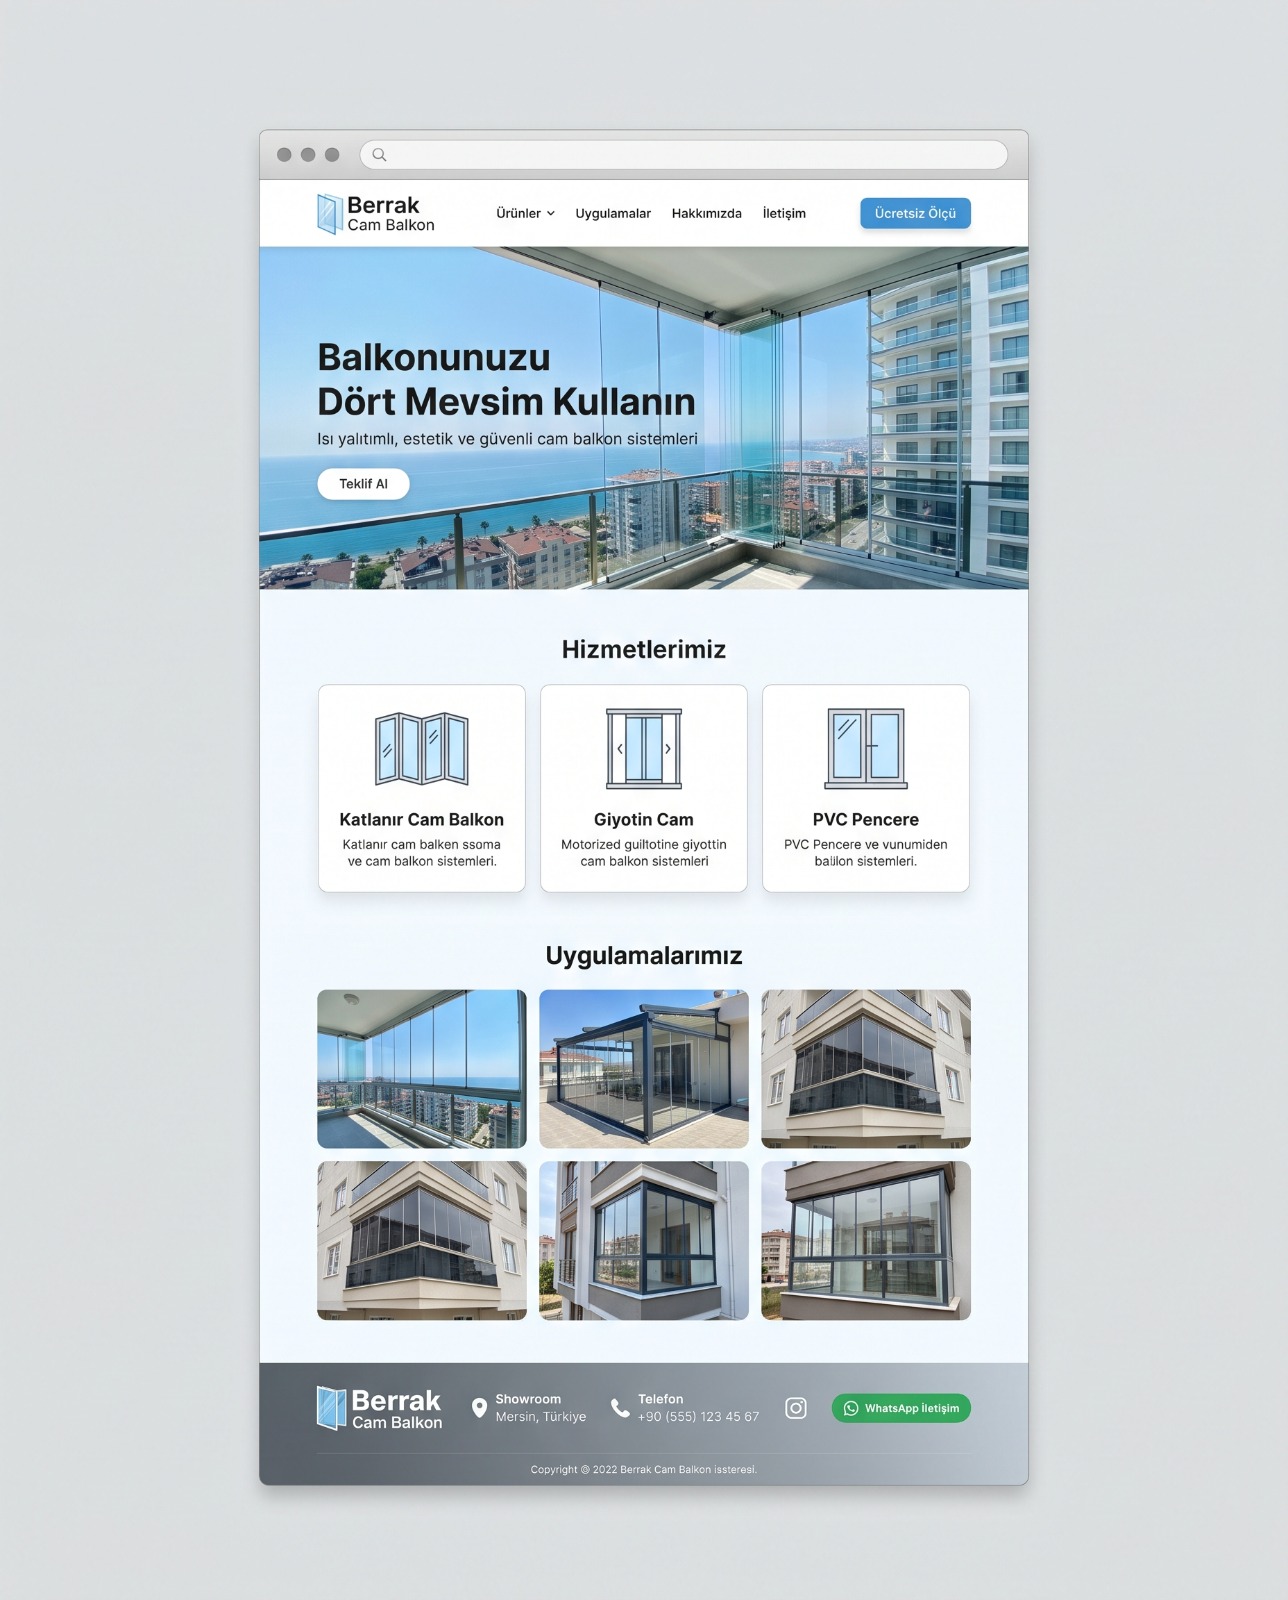 Berrak
Cam Balkon
Ürünler
Uygulamalar
Hakkımızda
İletişim
Ücretsiz Ölçü
Balkonunuzu
Dört Mevsim Kullanın
Isı yalıtımlı, estetik ve güvenli cam balkon sistemleri
Teklif Al
Hizmetlerimiz
Katlanır Cam Balkon
Katlanır cam balken ssoma
ve cam balkon sistemleri.
Giyotin Cam
Motorized guiltotine giyottin
cam balkon sistemleri
PVC Pencere
PVC Pencere ve vunumiden
balilon sistemleri.
Uygulamalarımız
Berrak
Cam Balkon
Showroom
Mersin, Türkiye
Telefon
+90 (555) 123 45 67
WhatsApp İletişim
Copyright @ 2022 Berrak Cam Balkon issteresi.